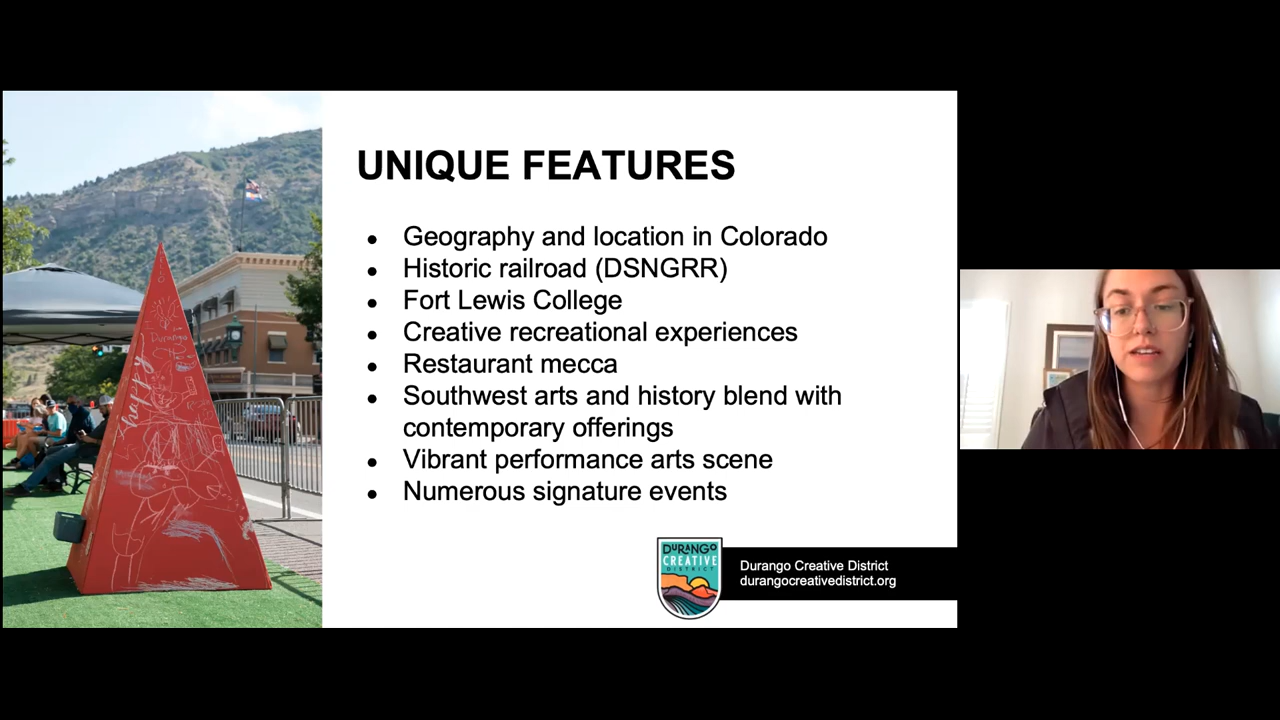 UNIQUE FEATURES
● Geography and location in Colorado
● Historic railroad (DSNGRR)
● Fort Lewis College
● Creative recreational experiences
● Restaurant mecca
● Southwest arts and history blend with
contemporary offerings
● Vibrant performance arts scene
● Numerous signature events
DURANGO
CREATIVE
DISTRICT
Durango Creative District
durangocreativedistrict.org
Durango
happy